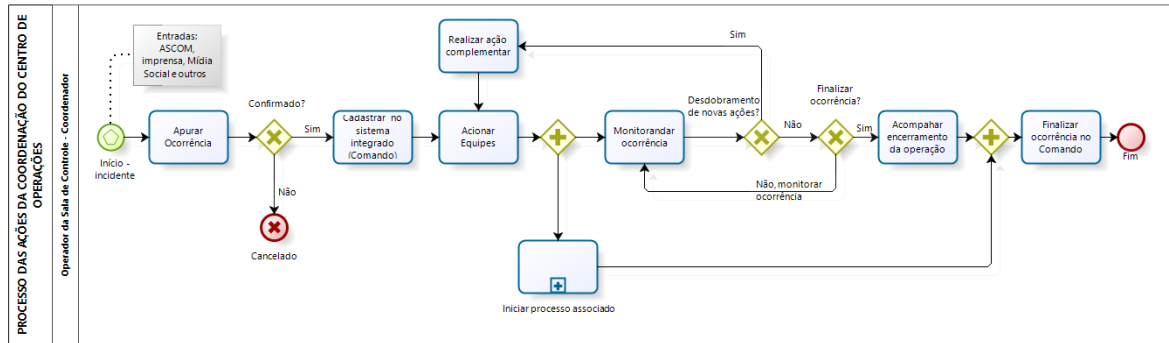 PROCESSO DAS AÇÕES DA COORDENAÇÃO DO CENTRO DE
OPERAÇÕES
Operador da Sala de Controle - Coordenador
Entradas:
ASCOM,
imprensa, Mídia
Social e outros
Início -
incidente
Apurar
Ocorrência
Confirmado?
Sim
Não
Cancelado
Cadastrar no
sistema
integrado
(Comando)
Realizar ação
complementar
Acionar
Equipes
Iniciar processo associado
Monitorandar
ocorrência
Sim
Desdobramento
de novas ações?
Não
Finalizar
ocorrência?
Sim
Não, monitorar
ocorrência
Acompahar
encerramento
da operação
Finalizar
ocorrência no
Comando
Fim